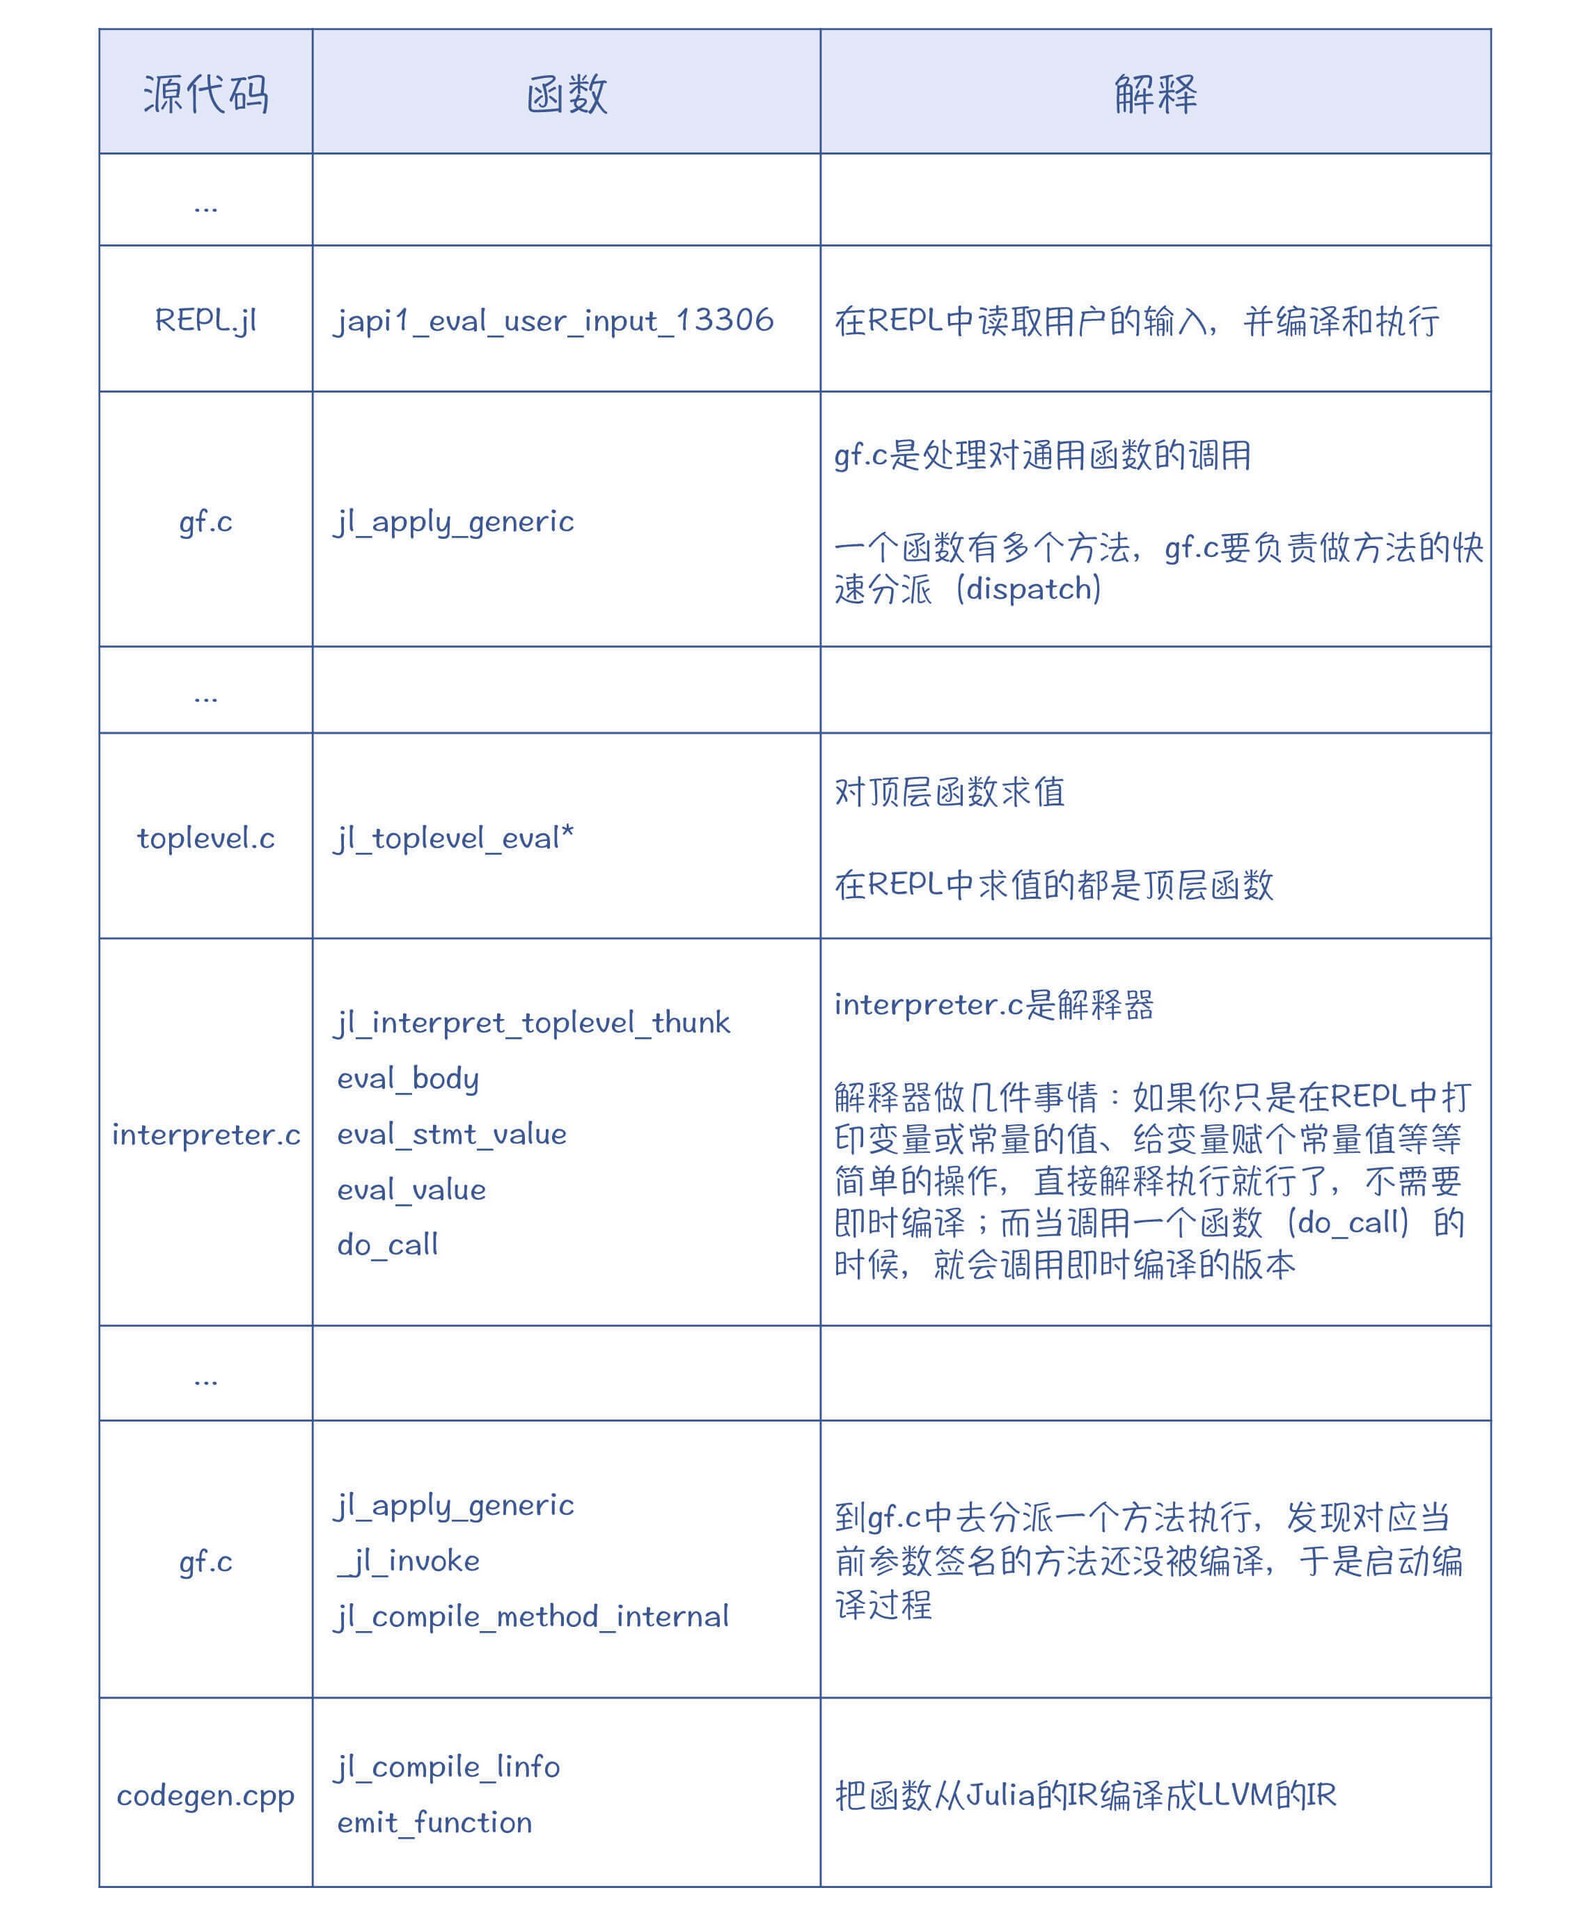 源代码
函数
解释
...
REPL.jl
japi1_eval_user_input_13306
在REPL中读取用户的输入，并编译和执行
gf.c
jl_apply_generic
gf.c是处理对通用函数的调用
一个函数有多个方法，gf.c要负责做方法的快
速分派（dispatch）
...
toplevel.c
jl_toplevel_eval*
对顶层函数求值
在REPL中求值的都是顶层函数
interpreter.c
jl_interpret_toplevel_thunk
eval_body
eval_stmt_value
eval_value
do_call
interpreter.c是解释器
解释器做几件事情：如果你只是在REPL中打
印变量或常量的值、给变量赋个常量值等等
简单的操作，直接解释执行就行了，不需要
即时编译；而当调用一个函数（do_call）的
时候，就会调用即时编译的版本
...
gf.c
jl_apply_generic
_jl_invoke
jl_compile_method_internal
到gf.c中去分派一个方法执行，发现对应当
前参数签名的方法还没被编译，于是启动编
译过程
codegen.cpp
jl_compile_linfo
emit_function
把函数从Julia的IR编译成LLVM的IR